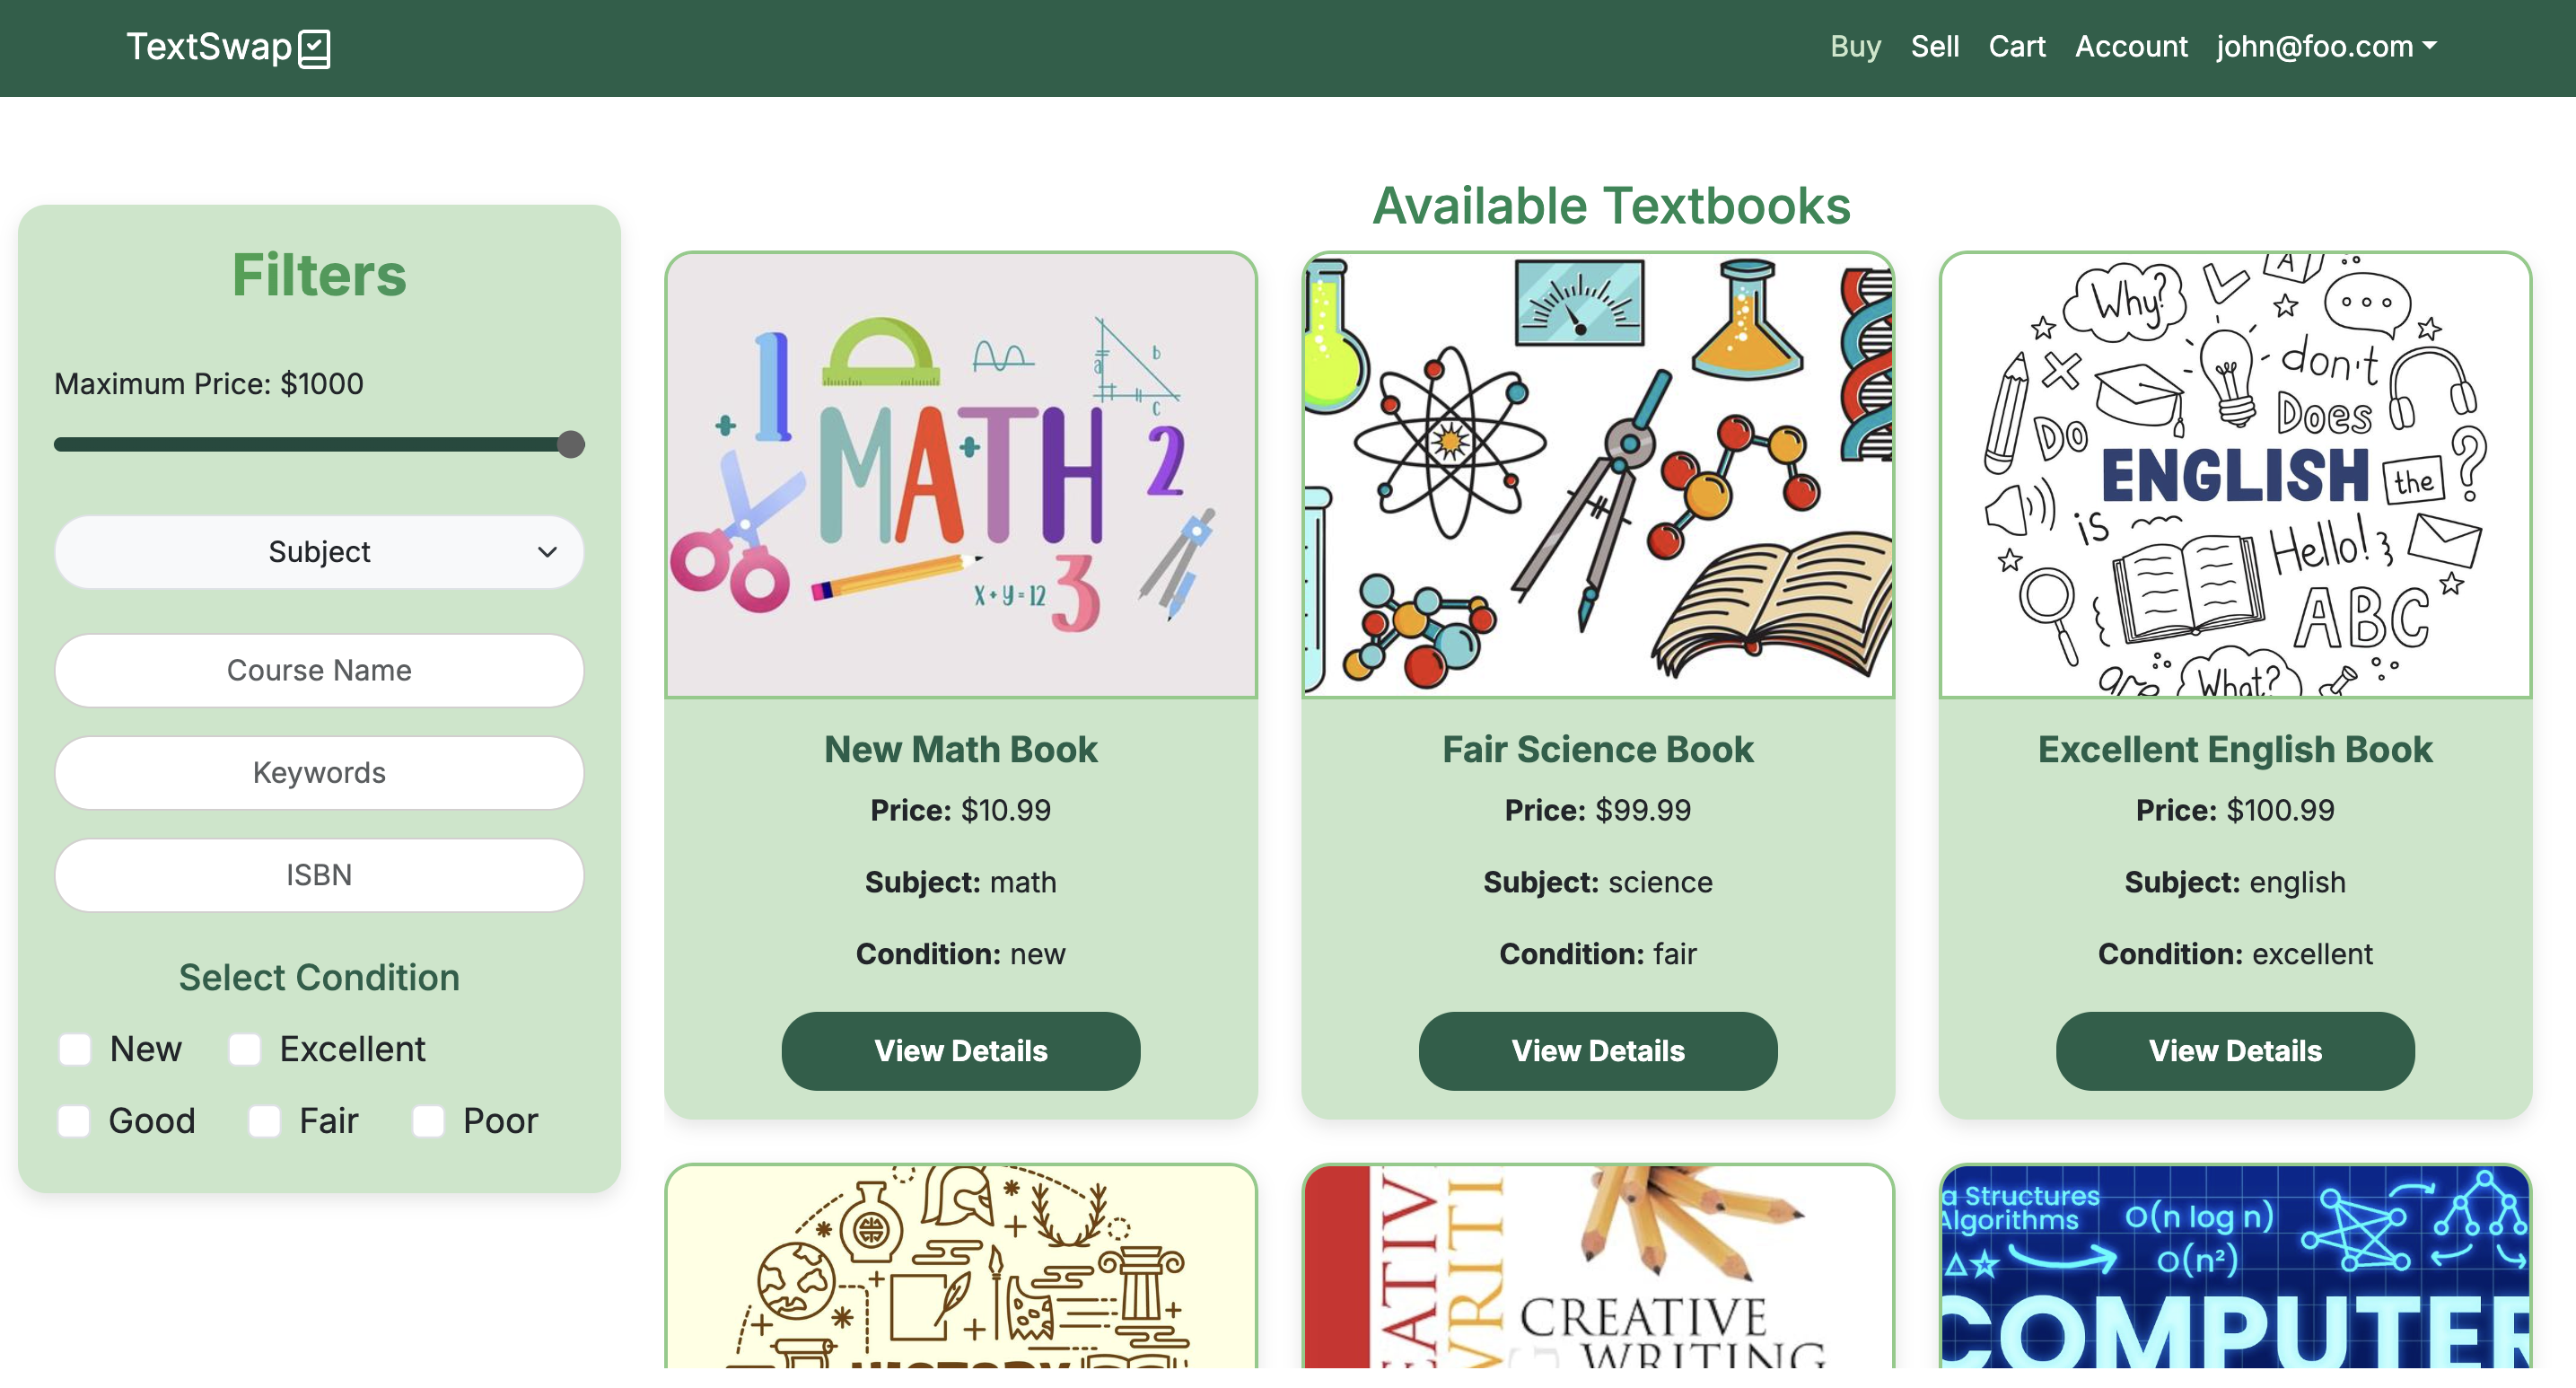 TextSwap
Buy Sell Cart Account john@foo.com
Filters
Maximum Price: $1000
Subject
Course Name
Keywords
ISBN
Select Condition
New Excellent
Good Fair Poor
Available Textbooks
1
a b c
+
MATH
+
2
X + y = 12
3
New Math Book
Price: $10.99
Subject: math
Condition: new
View Details
Fair Science Book
Price: $99.99
Subject: science
Condition: fair
View Details
A
Why?
don't
Do
Does
ENGLISH
the
?
is
Hello!
ABC
are
What?
Excellent English Book
Price: $100.99
Subject: english
Condition: excellent
View Details
HISTORY
CREATIVE
WRITING
a Structures
Algorithms
O(n log n)
O(n²)
COMPUTER